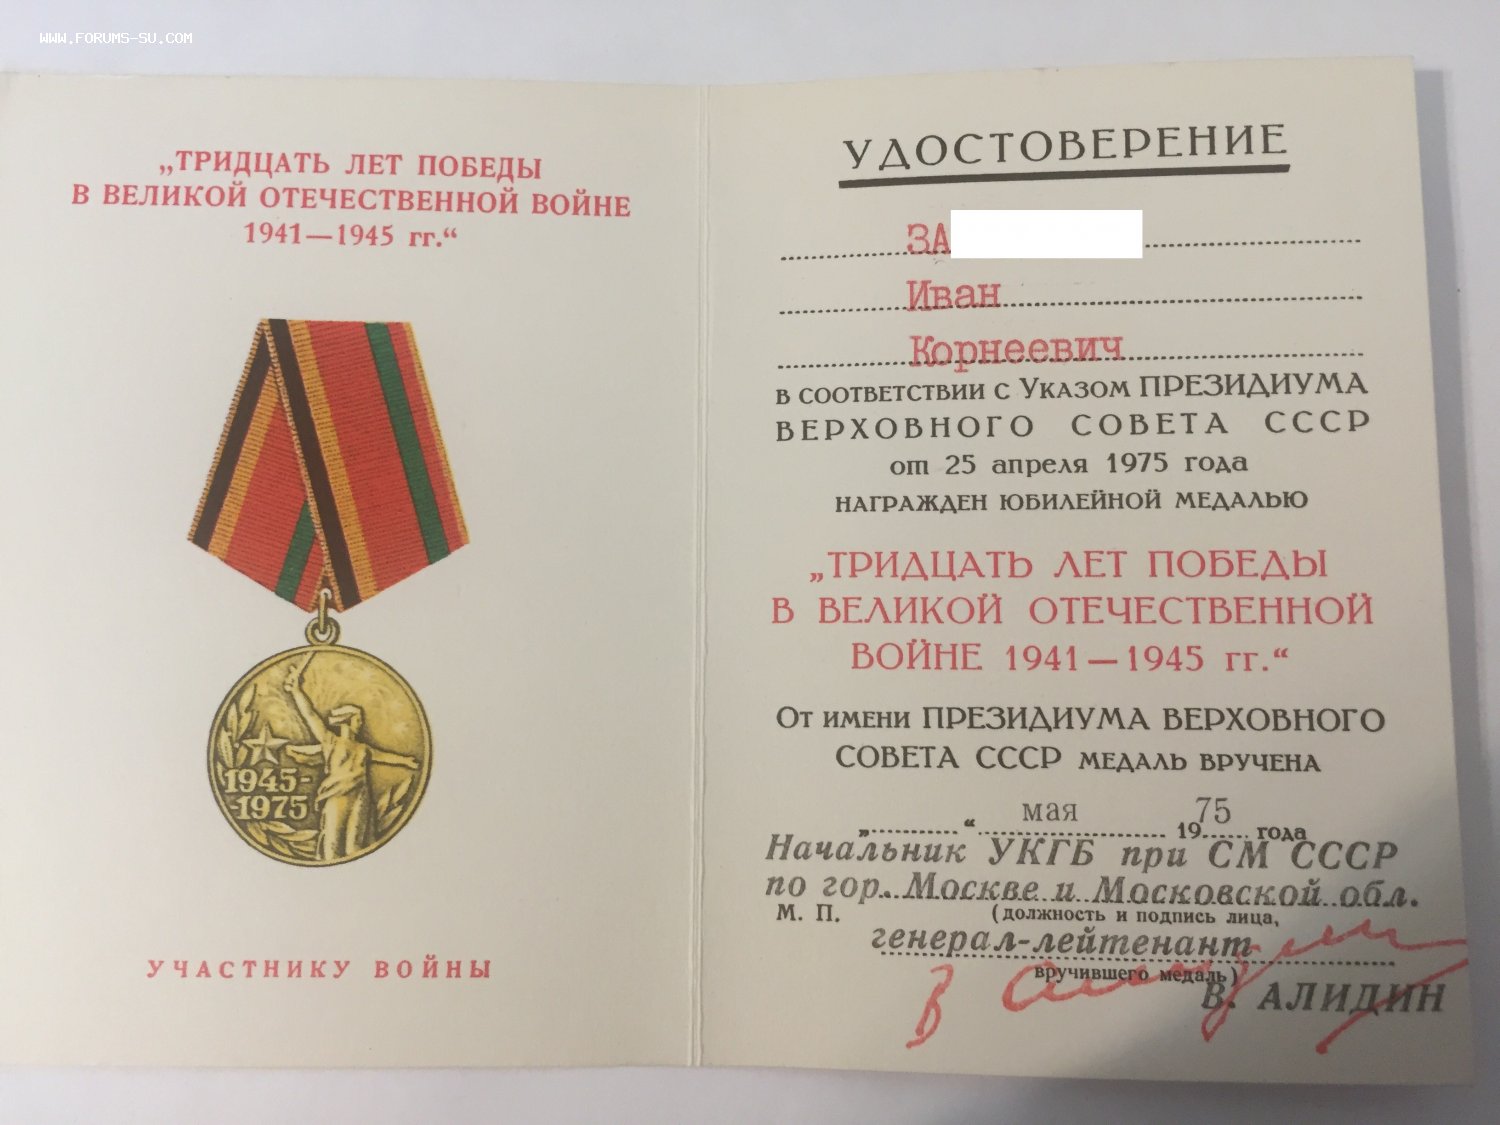 WWW.FORUMS-SU.COM
„ТРИДЦАТЬ ЛЕТ ПОБЕДЫ
В ВЕЛИКОЙ ОТЕЧЕСТВЕННОЙ ВОЙНЕ
1941—1945 гг.“
1945-
-1975
УЧАСТНИКУ ВОЙНЫ
УДОСТОВЕРЕНИЕ
ЗА
Иван
Корнеевич
В СООТВЕТСТВИИ С УКАЗОМ ПРЕЗИДИУМА
ВЕРХОВНОГО СОВЕТА СССР
от 25 апреля 1975 года
НАГРАЖДЕН ЮБИЛЕЙНОЙ МЕДАЛЬЮ
„ТРИДЦАТЬ ЛЕТ ПОБЕДЫ
В ВЕЛИКОЙ ОТЕЧЕСТВЕННОЙ
ВОЙНЕ 1941—1945 гг.“
ОТ ИМЕНИ ПРЕЗИДИУМА ВЕРХОВНОГО
СОВЕТА СССР МЕДАЛЬ ВРУЧЕНА
„..........“ мая 1975 года
Начальник УКГБ при СМ СССР
по гор. Москве и Московской обл.
М. П. (должность и подпись лица,
генерал-лейтенант
вручившего медаль)
В. АЛИДИН